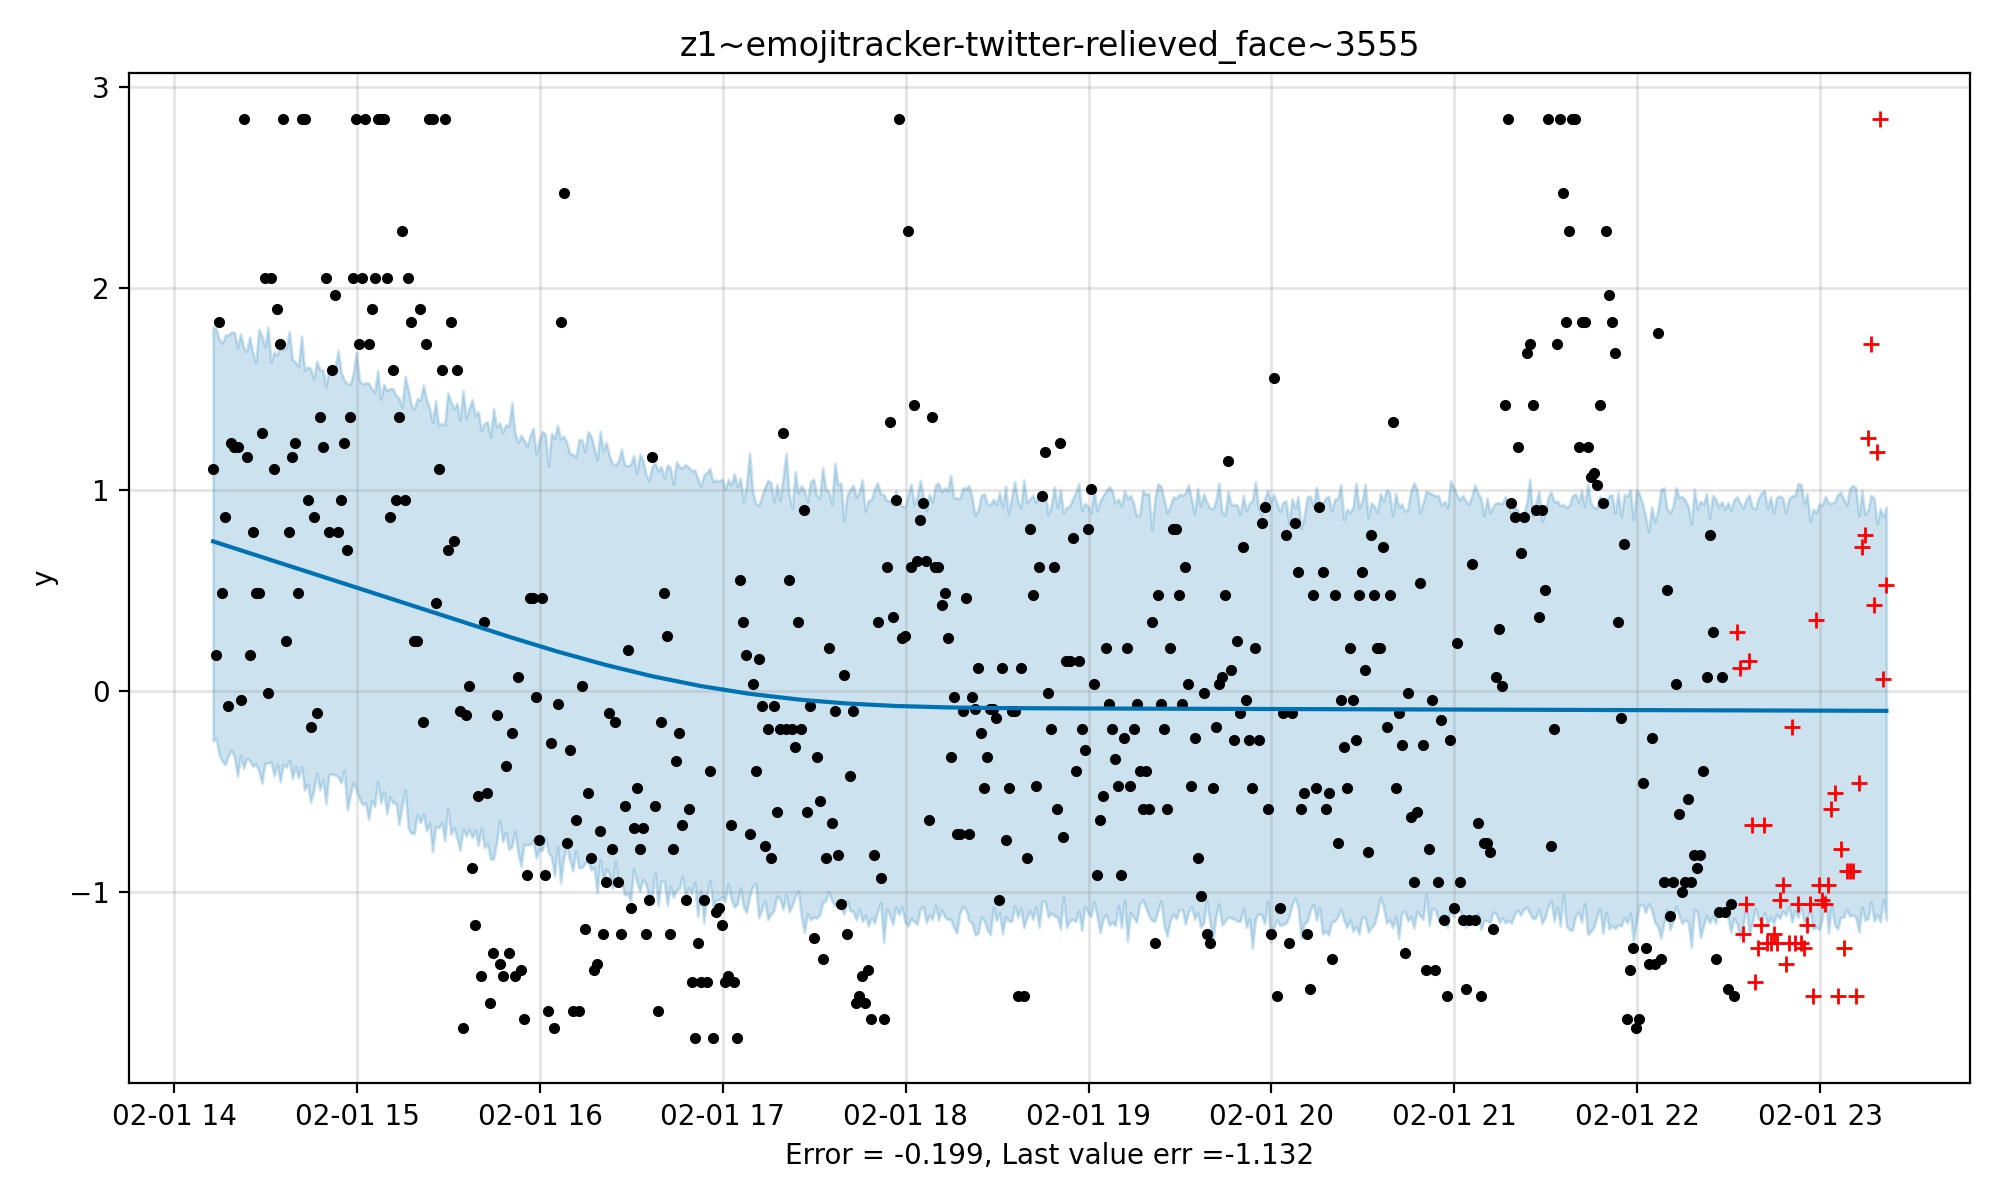 z1~emojitracker-twitter-relieved_face~3555
3
2
1
0
−1
y
02-01 14 02-01 15 02-01 16 02-01 17 02-01 18 02-01 19 02-01 20 02-01 21 02-01 22 02-01 23
Error = -0.199, Last value err =-1.132